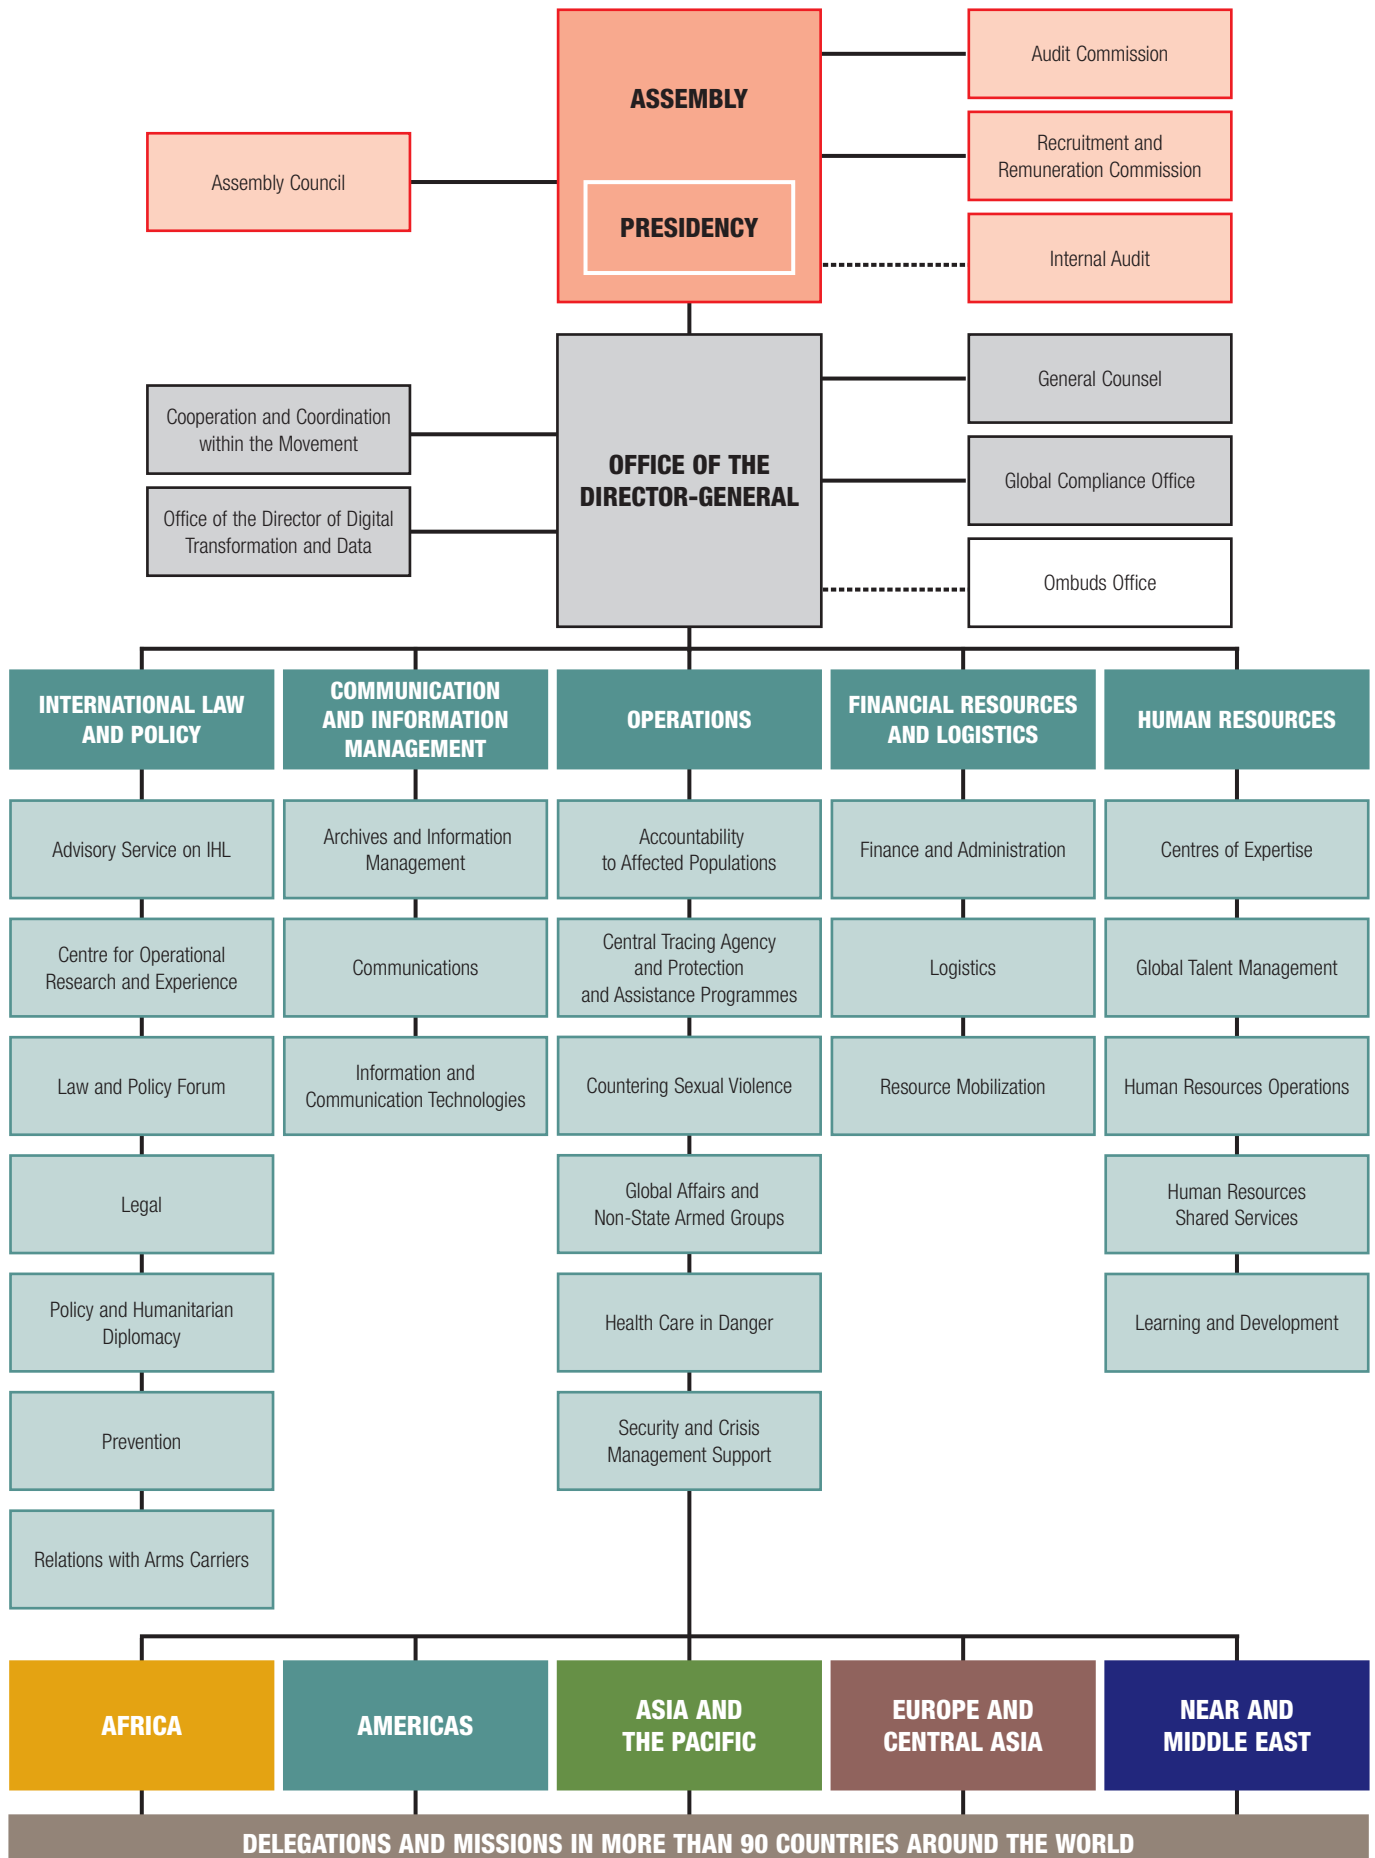 ASSEMBLY
PRESIDENCY
Assembly Council
Audit Commission
Recruitment and
Remuneration Commission
Internal Audit
OFFICE OF THE
DIRECTOR-GENERAL
Cooperation and Coordination
within the Movement
Office of the Director of Digital
Transformation and Data
General Counsel
Global Compliance Office
Ombuds Office
INTERNATIONAL LAW
AND POLICY
Advisory Service on IHL
Centre for Operational
Research and Experience
Law and Policy Forum
Legal
Policy and Humanitarian
Diplomacy
Prevention
Relations with Arms Carriers
COMMUNICATION
AND INFORMATION
MANAGEMENT
Archives and Information
Management
Communications
Information and
Communication Technologies
OPERATIONS
Accountability
to Affected Populations
Central Tracing Agency
and Protection
and Assistance Programmes
Countering Sexual Violence
Global Affairs and
Non-State Armed Groups
Health Care in Danger
Security and Crisis
Management Support
FINANCIAL RESOURCES
AND LOGISTICS
Finance and Administration
Logistics
Resource Mobilization
HUMAN RESOURCES
Centres of Expertise
Global Talent Management
Human Resources Operations
Human Resources
Shared Services
Learning and Development
AFRICA
AMERICAS
ASIA AND
THE PACIFIC
EUROPE AND
CENTRAL ASIA
NEAR AND
MIDDLE EAST
DELEGATIONS AND MISSIONS IN MORE THAN 90 COUNTRIES AROUND THE WORLD